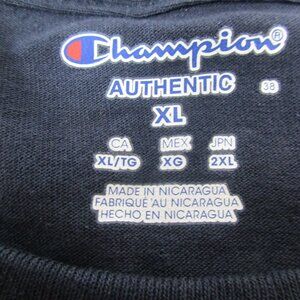 Champion®
AUTHENTIC 38
XL
CA MEX JPN
XL/TG XG 2XL
MADE IN NICARAGUA
FABRIQUÉ AU NICARAGUA
HECHO EN NICARAGUA